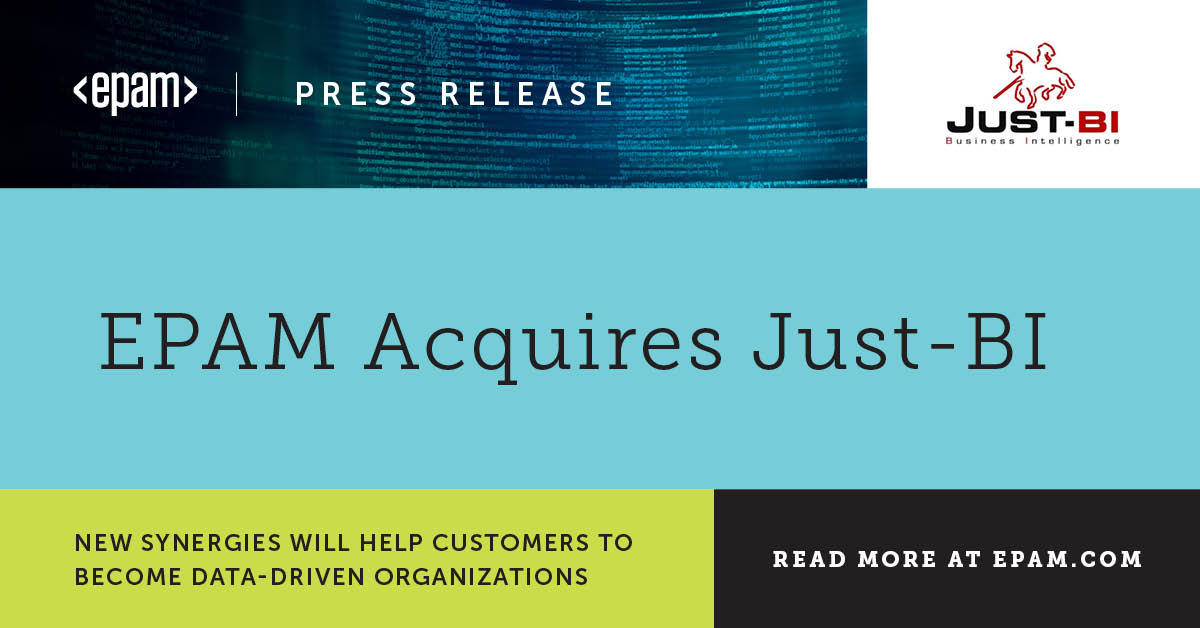 <epam>
PRESS RELEASE
JUST-BI
Business Intelligence
EPAM Acquires Just-BI
NEW SYNERGIES WILL HELP CUSTOMERS TO
BECOME DATA-DRIVEN ORGANIZATIONS
READ MORE AT EPAM.COM